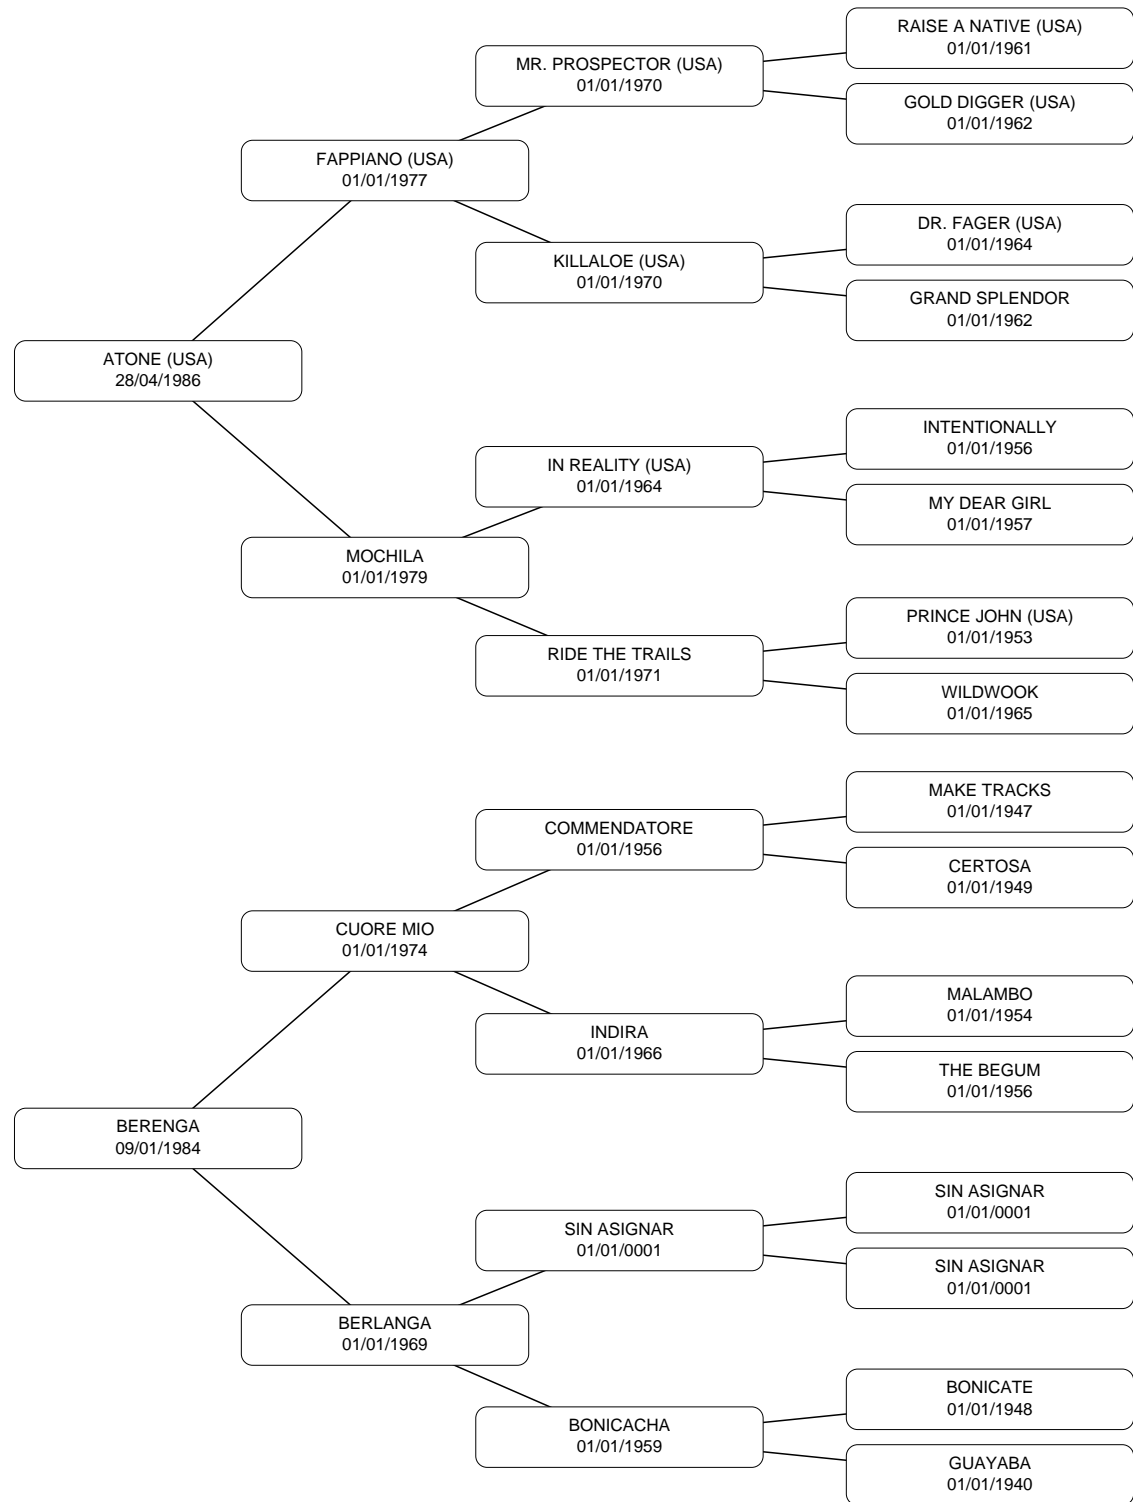 RAISE A NATIVE (USA)
01/01/1961
MR. PROSPECTOR (USA)
01/01/1970
GOLD DIGGER (USA)
01/01/1962
FAPPIANO (USA)
01/01/1977
DR. FAGER (USA)
01/01/1964
KILLALOE (USA)
01/01/1970
GRAND SPLENDOR
01/01/1962
ATONE (USA)
28/04/1986
INTENTIONALLY
01/01/1956
IN REALITY (USA)
01/01/1964
MY DEAR GIRL
01/01/1957
MOCHILA
01/01/1979
PRINCE JOHN (USA)
01/01/1953
RIDE THE TRAILS
01/01/1971
WILDWOOK
01/01/1965
MAKE TRACKS
01/01/1947
COMMENDATORE
01/01/1956
CERTOSA
01/01/1949
CUORE MIO
01/01/1974
MALAMBO
01/01/1954
INDIRA
01/01/1966
THE BEGUM
01/01/1956
BERENGA
09/01/1984
SIN ASIGNAR
01/01/0001
SIN ASIGNAR
01/01/0001
SIN ASIGNAR
01/01/0001
BERLANGA
01/01/1969
BONICATE
01/01/1948
BONICACHA
01/01/1959
GUAYABA
01/01/1940